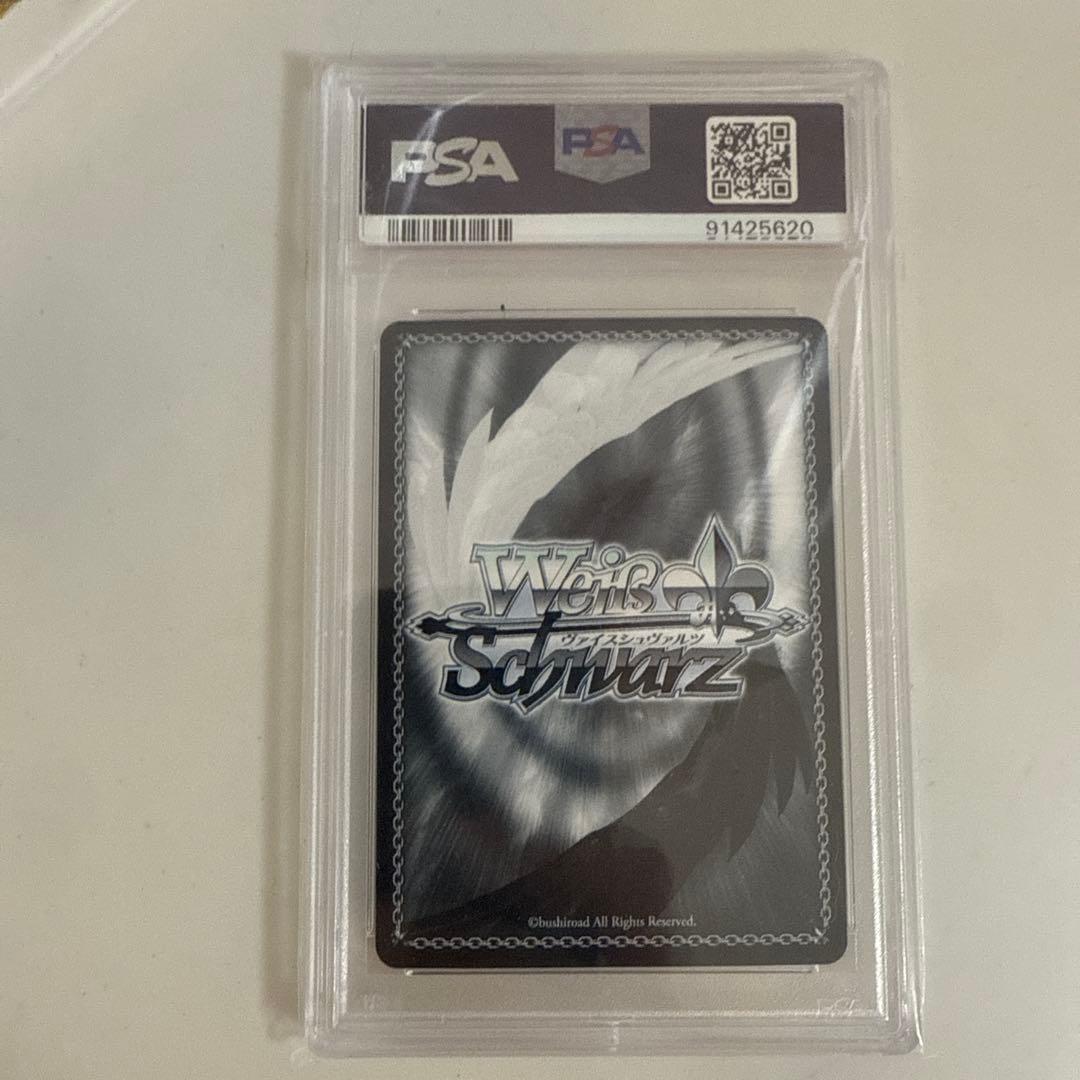 PSA
PSA
91425620
Weiß
ヴァイスシュヴァルツ
Schwarz
©bushiroad All Rights Reserved.
PSA